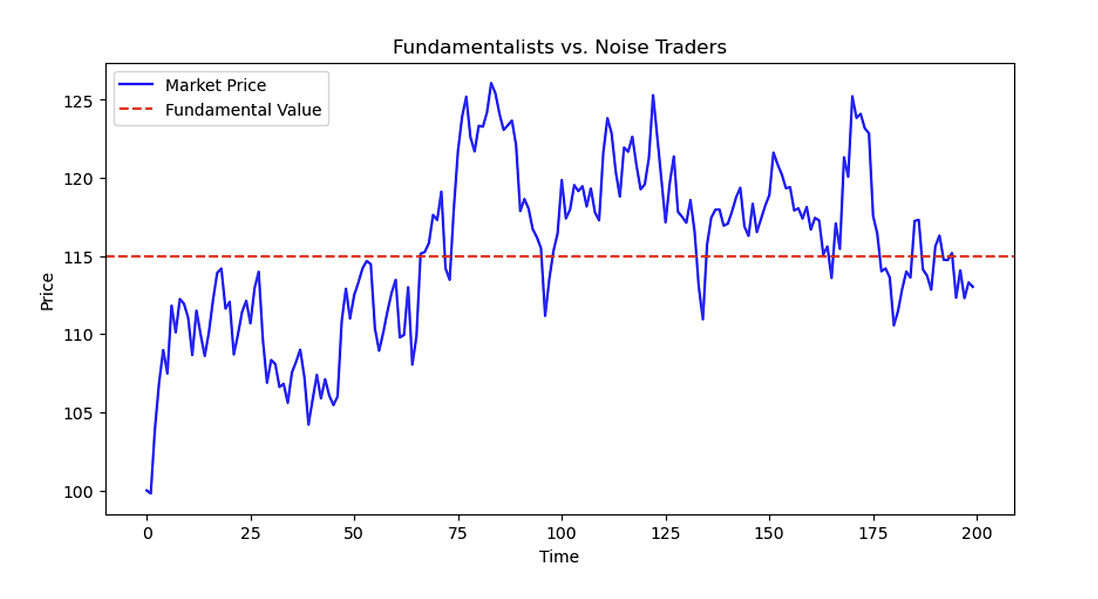 Fundamentalists vs. Noise Traders
Market Price
Fundamental Value
Price
125
120
115
110
105
100
0 25 50 75 100 125 150 175 200
Time